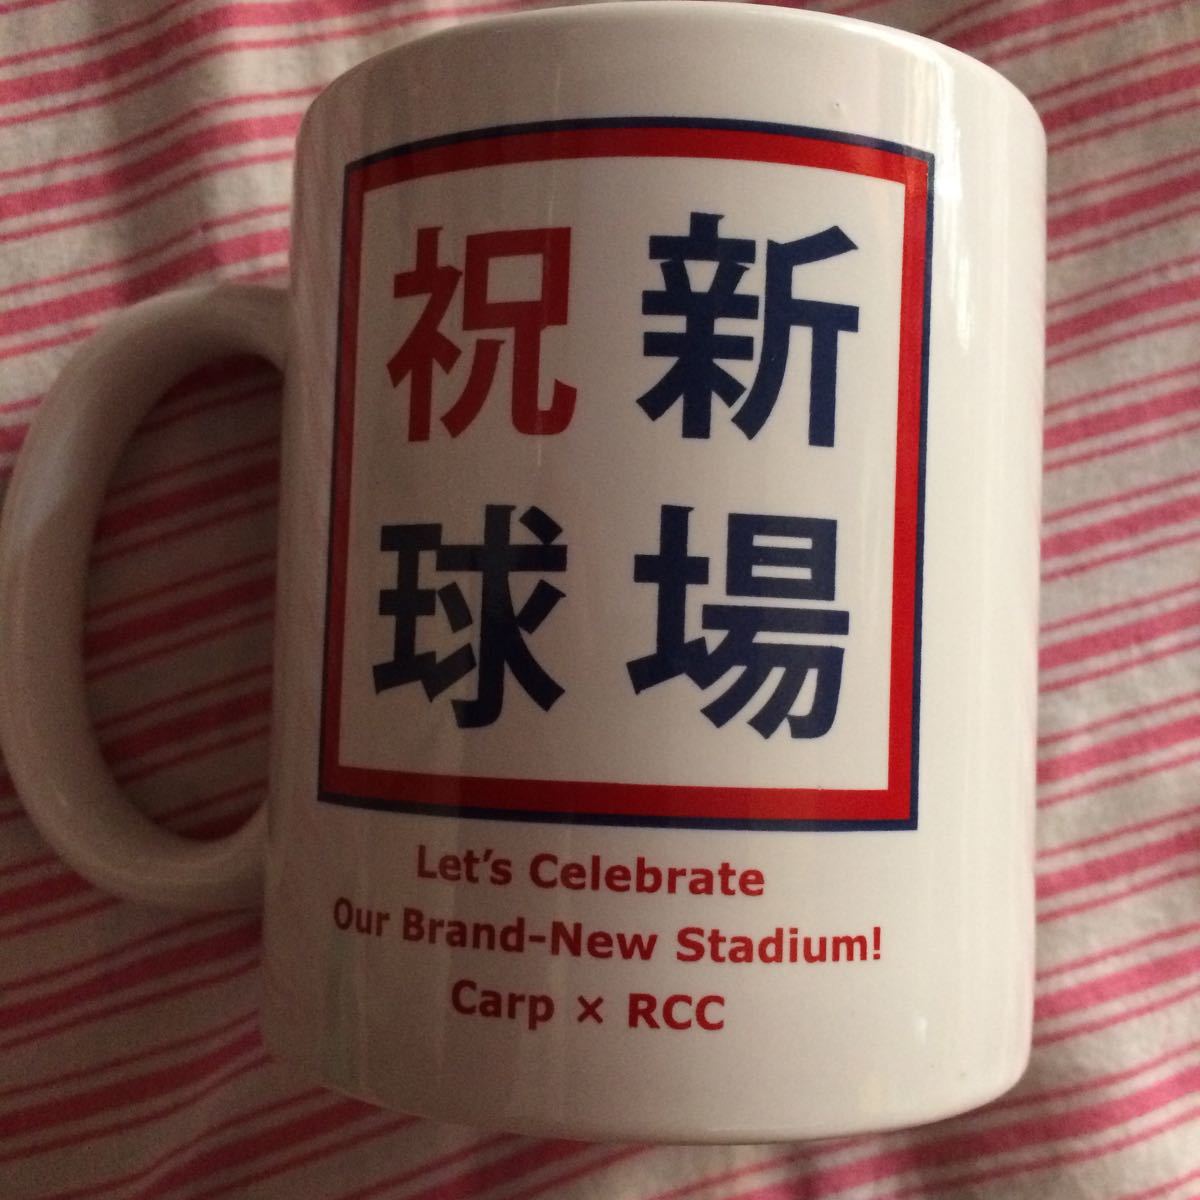 祝新
球場
Let's Celebrate
Our Brand-New Stadium!
Carp × RCC